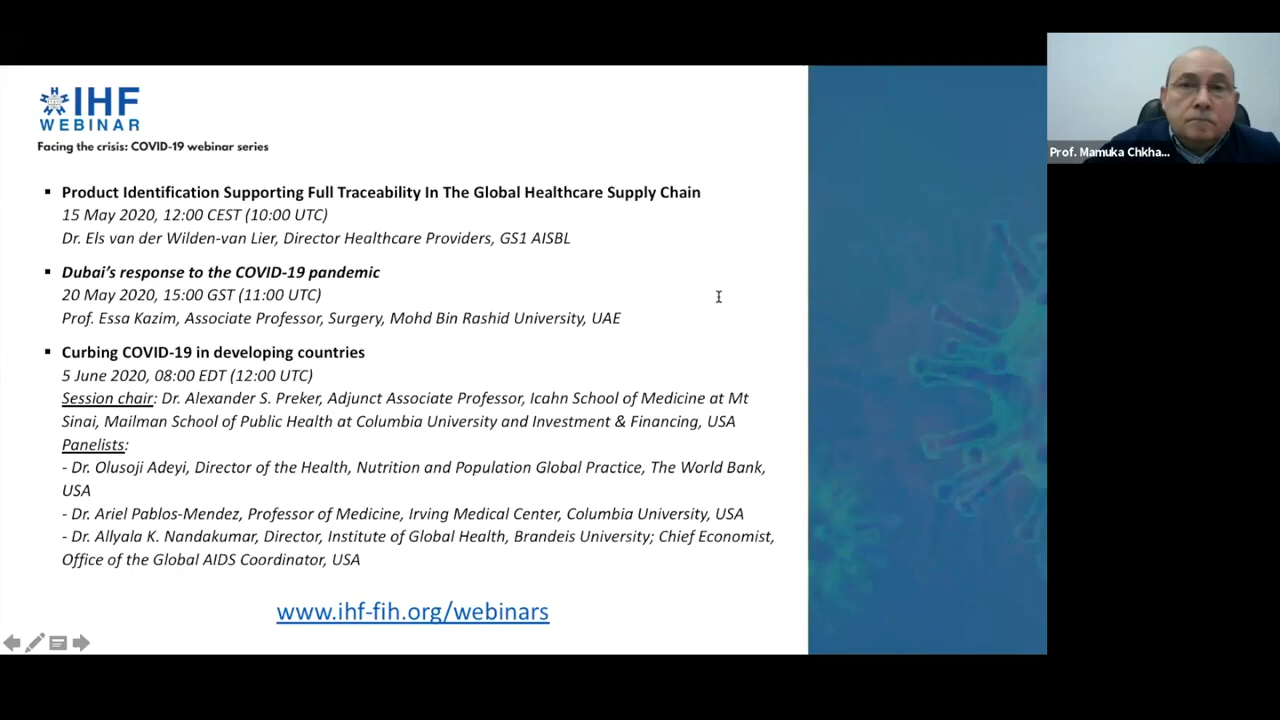 IHF
WEBINAR
Facing the crisis: COVID-19 webinar series
Prof. Mamuka Chkha...
▪ Product Identification Supporting Full Traceability In The Global Healthcare Supply Chain
15 May 2020, 12:00 CEST (10:00 UTC)
Dr. Els van der Wilden-van Lier, Director Healthcare Providers, GS1 AISBL
▪ Dubai's response to the COVID-19 pandemic
20 May 2020, 15:00 GST (11:00 UTC)
Prof. Essa Kazim, Associate Professor, Surgery, Mohd Bin Rashid University, UAE
▪ Curbing COVID-19 in developing countries
5 June 2020, 08:00 EDT (12:00 UTC)
Session chair: Dr. Alexander S. Preker, Adjunct Associate Professor, Icahn School of Medicine at Mt
Sinai, Mailman School of Public Health at Columbia University and Investment & Financing, USA
Panelists:
- Dr. Olusoji Adeyi, Director of the Health, Nutrition and Population Global Practice, The World Bank,
USA
- Dr. Ariel Pablos-Mendez, Professor of Medicine, Irving Medical Center, Columbia University, USA
- Dr. Allyala K. Nandakumar, Director, Institute of Global Health, Brandeis University; Chief Economist,
Office of the Global AIDS Coordinator, USA
www.ihf-fih.org/webinars